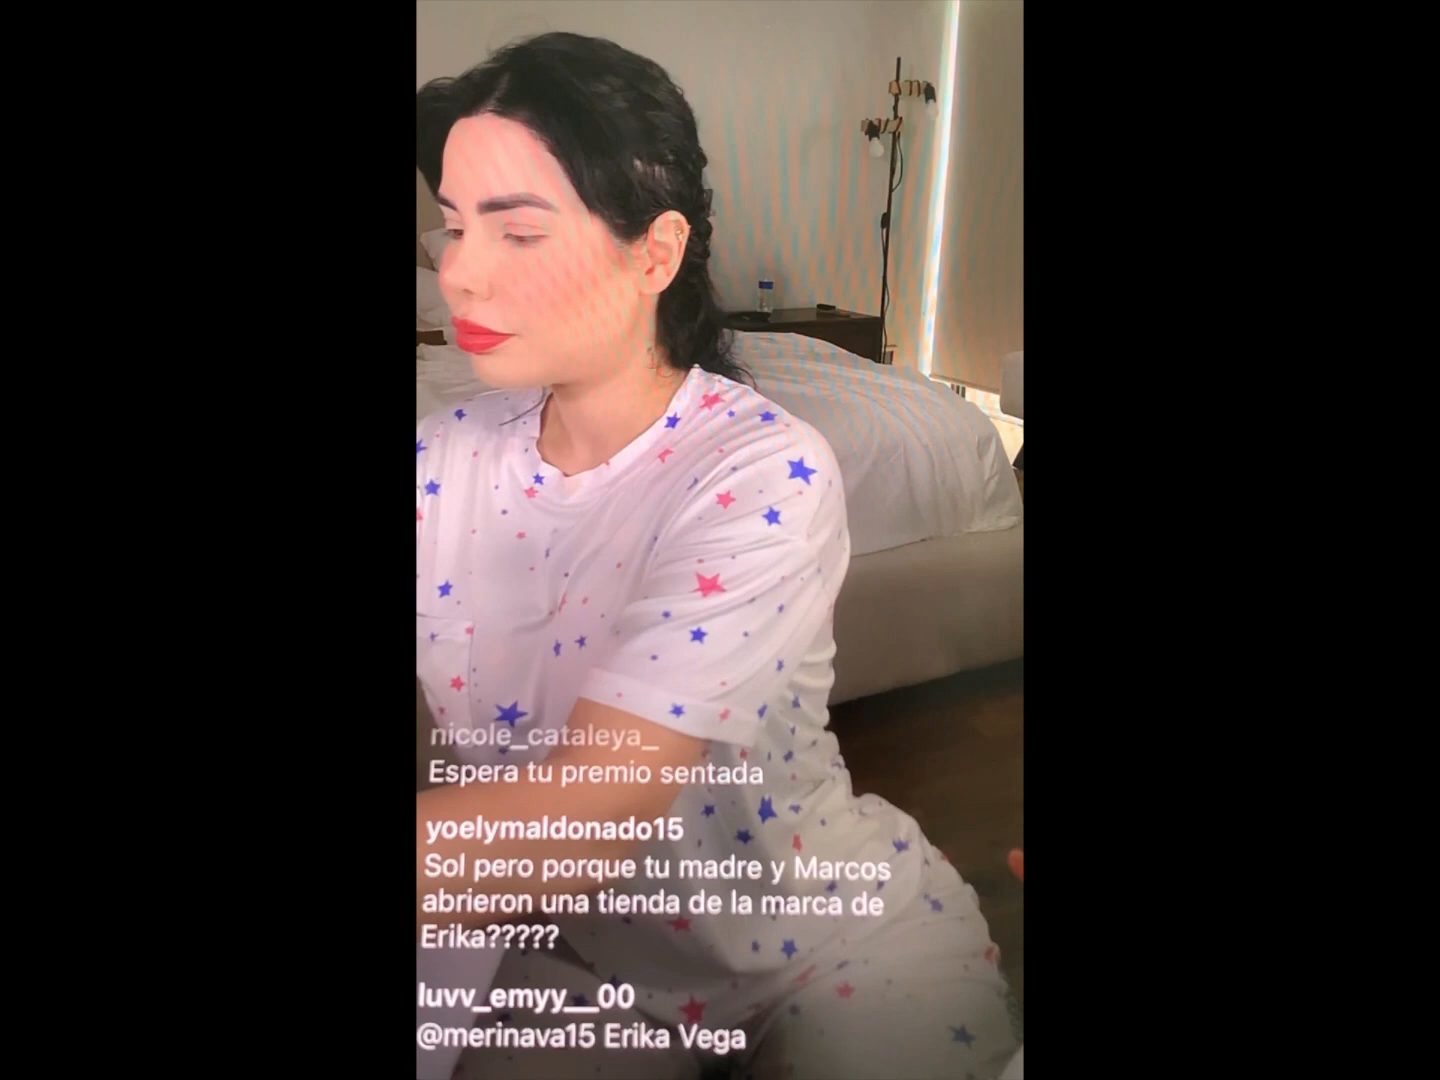 nicole_cataleya_
Espera tu premio sentada
yoelymaldonado15
Sol pero porque tu madre y Marcos
abrieron una tienda de la marca de
Erika?????
luvv_emyy__00
@merinava15 Erika Vega